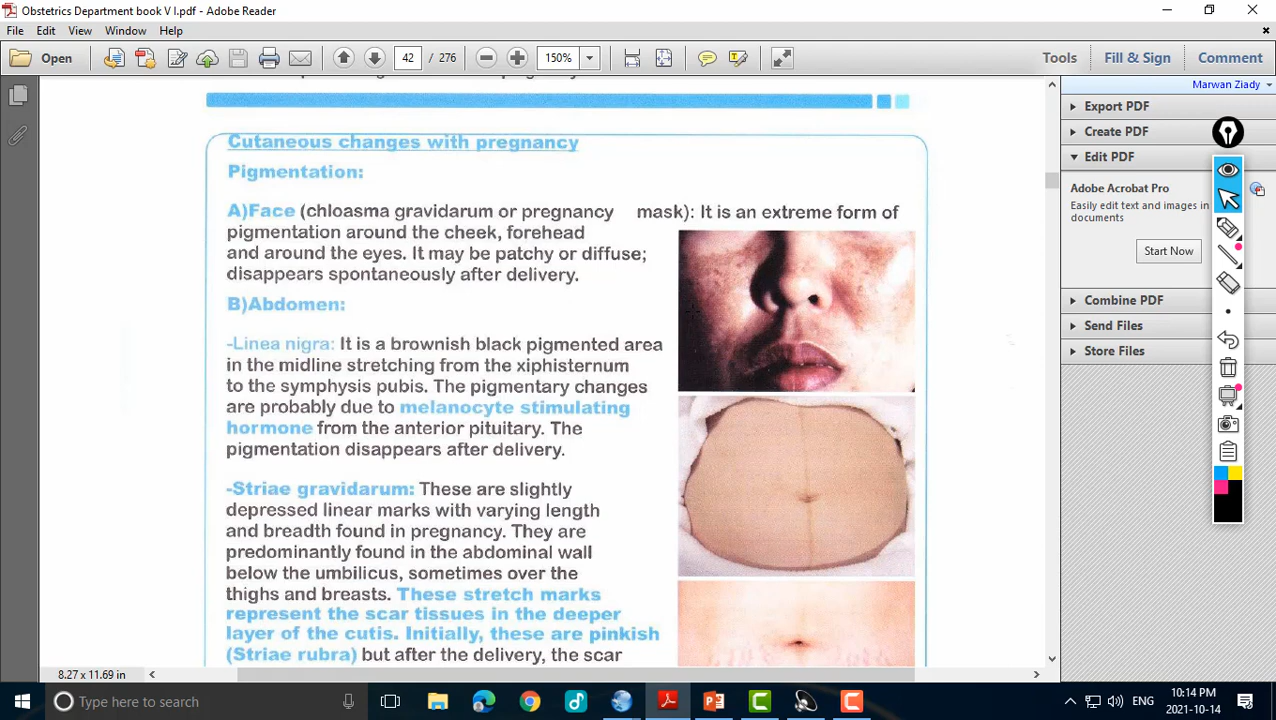 Obstetrics Department book V I.pdf - Adobe Reader
File Edit View Window Help
Open 42 / 276 150% Tools Fill & Sign Comment
Marwan Ziady
Export PDF
Create PDF
Edit PDF
Adobe Acrobat Pro
Easily edit text and images in
documents
Start Now
Combine PDF
Send Files
Store Files
Cutaneous changes with pregnancy
Pigmentation:
A)Face (chloasma gravidarum or pregnancy mask): It is an extreme form of
pigmentation around the cheek, forehead
and around the eyes. It may be patchy or diffuse;
disappears spontaneously after delivery.
B)Abdomen:
-Linea nigra: It is a brownish black pigmented area
in the midline stretching from the xiphisternum
to the symphysis pubis. The pigmentary changes
are probably due to melanocyte stimulating
hormone from the anterior pituitary. The
pigmentation disappears after delivery.
-Striae gravidarum: These are slightly
depressed linear marks with varying length
and breadth found in pregnancy. They are
predominantly found in the abdominal wall
below the umbilicus, sometimes over the
thighs and breasts. These stretch marks
represent the scar tissues in the deeper
layer of the cutis. Initially, these are pinkish
(Striae rubra) but after the delivery, the scar
8.27 x 11.69 in
Type here to search
ENG
10:14 PM
2021-10-14